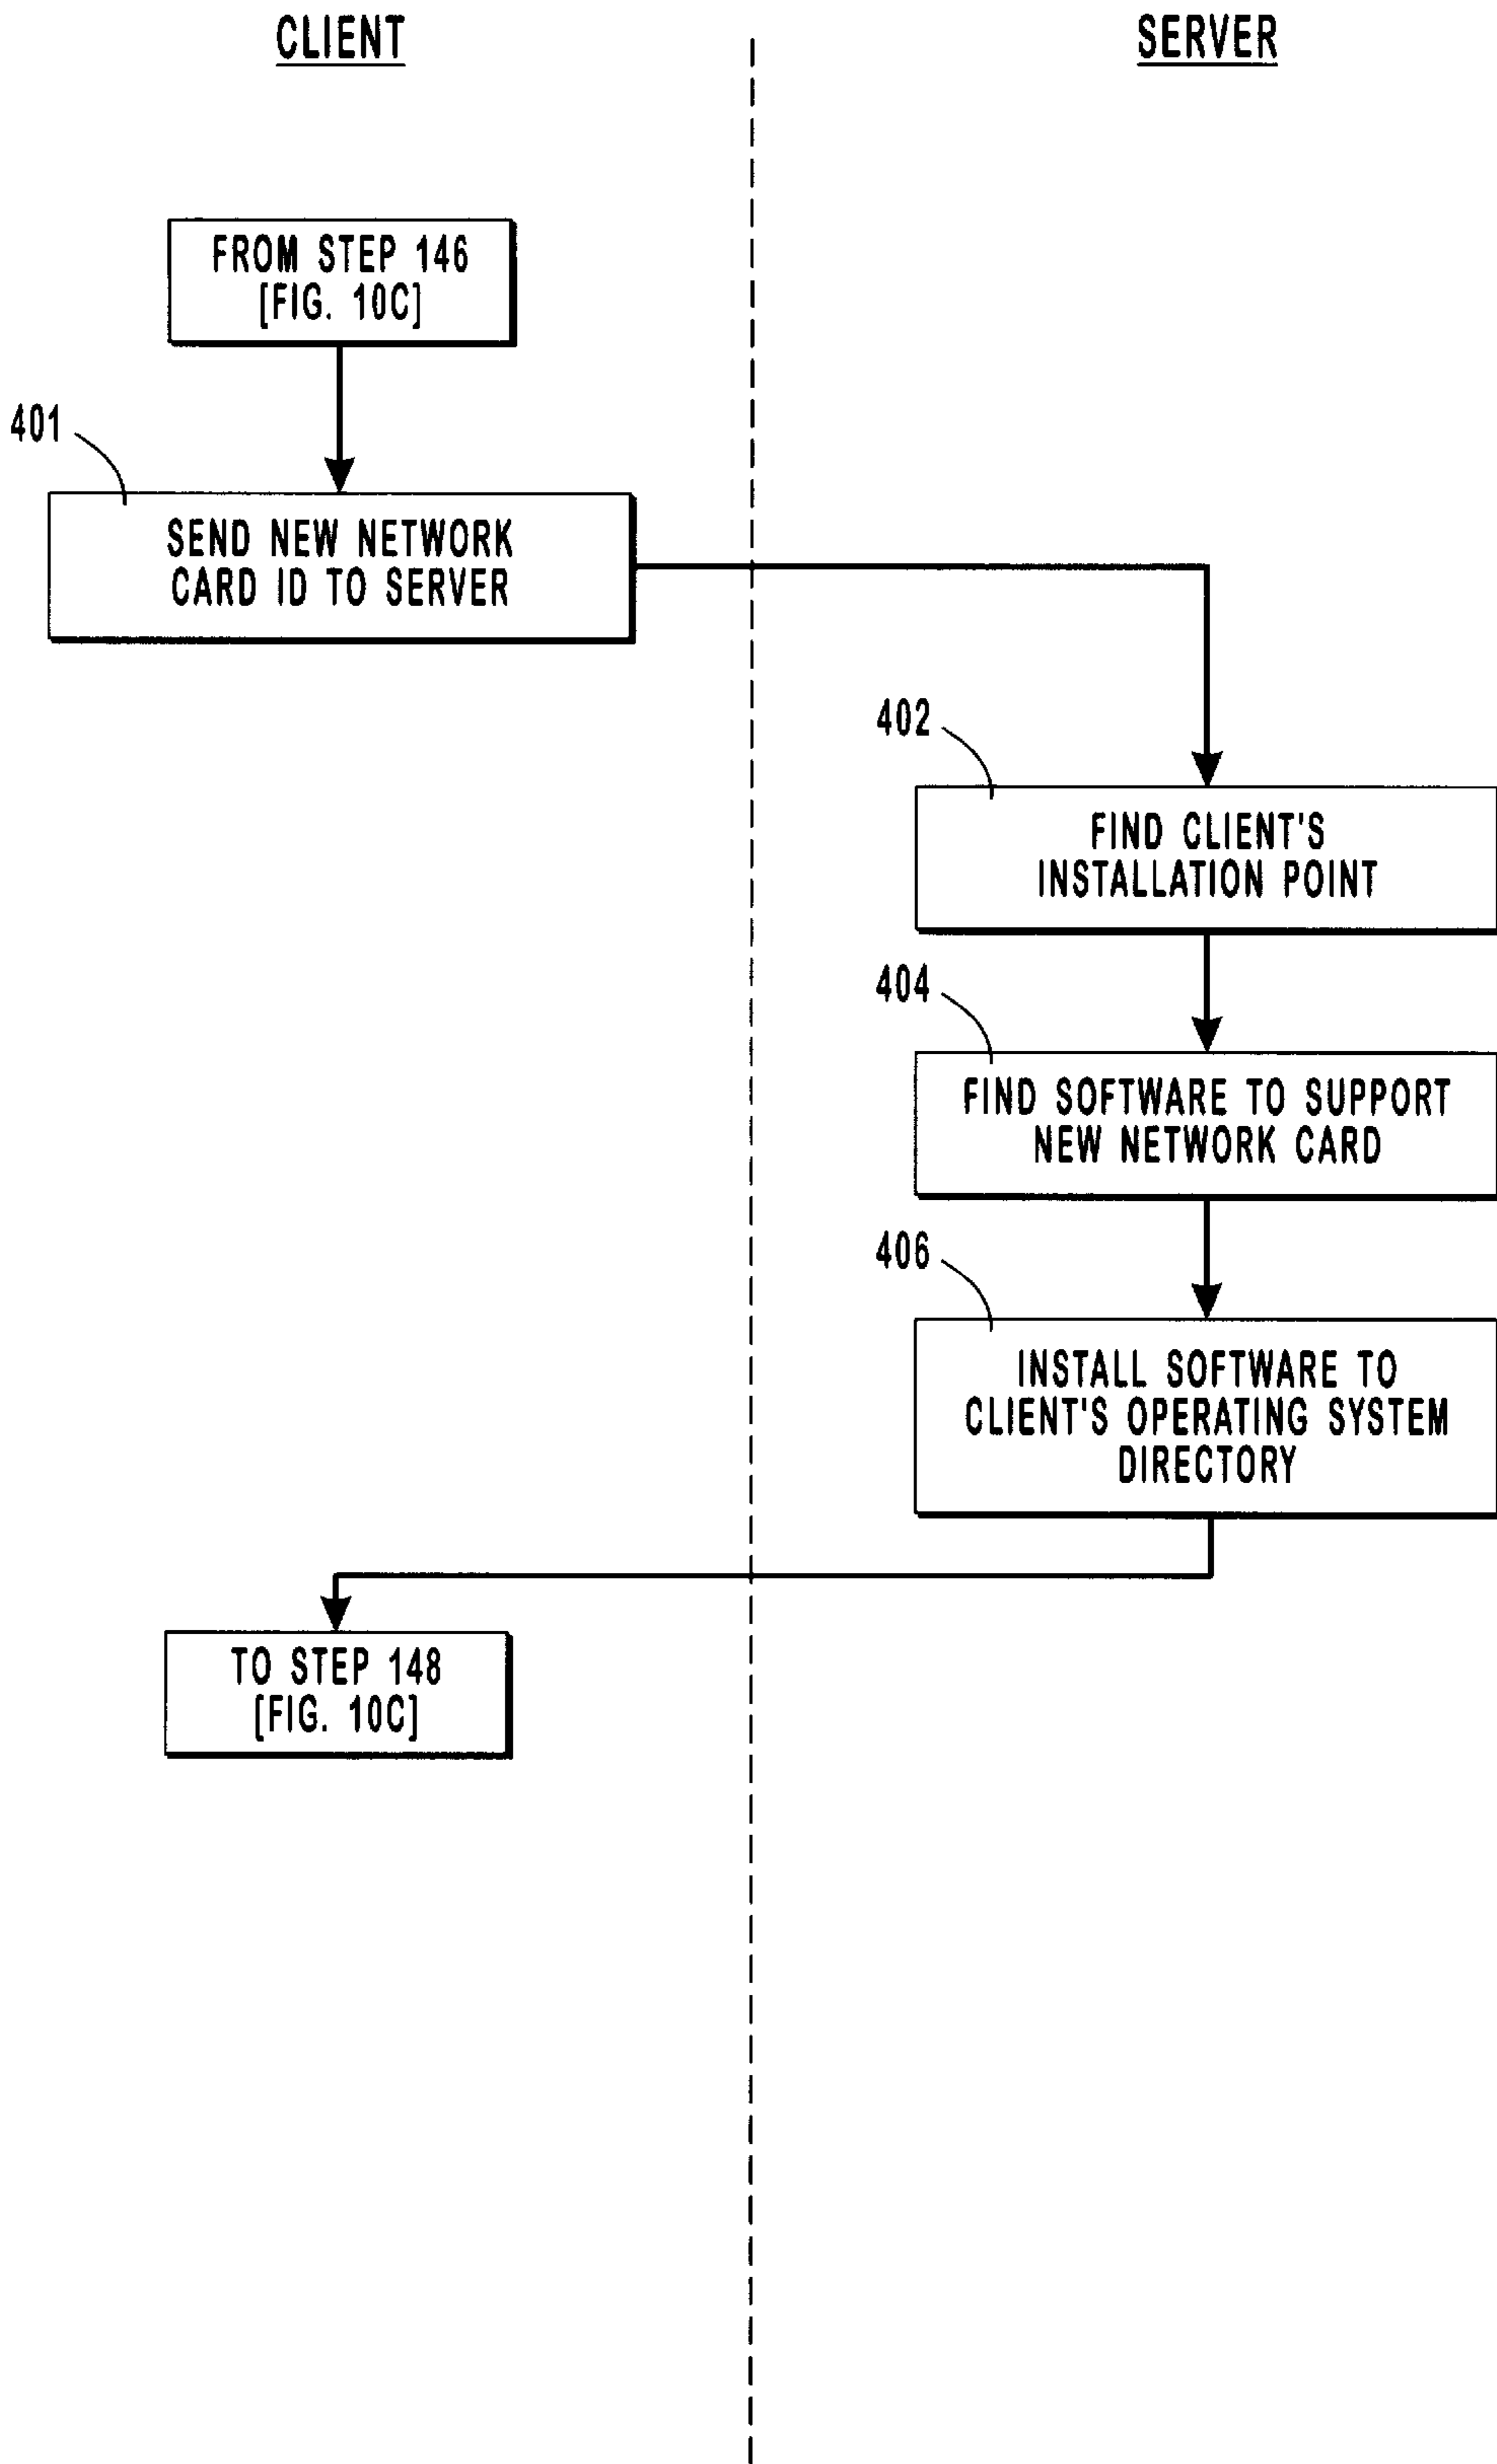 CLIENT
SERVER
FROM STEP 146
[FIG. 10C]
401
SEND NEW NETWORK
CARD ID TO SERVER
402
FIND CLIENT'S
INSTALLATION POINT
404
FIND SOFTWARE TO SUPPORT
NEW NETWORK CARD
406
INSTALL SOFTWARE TO
CLIENT'S OPERATING SYSTEM
DIRECTORY
TO STEP 148
[FIG. 10C]